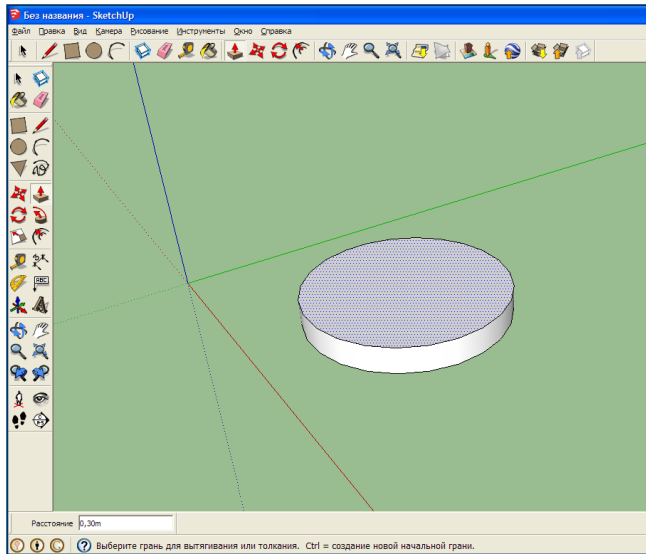 Без названия - SketchUp
Файл Правка Вид Камера Рисование Инструменты Окно Справка
ABC
Расстояние 0,30m
Выберите грань для вытягивания или толкания. Ctrl = создание новой начальной грани.